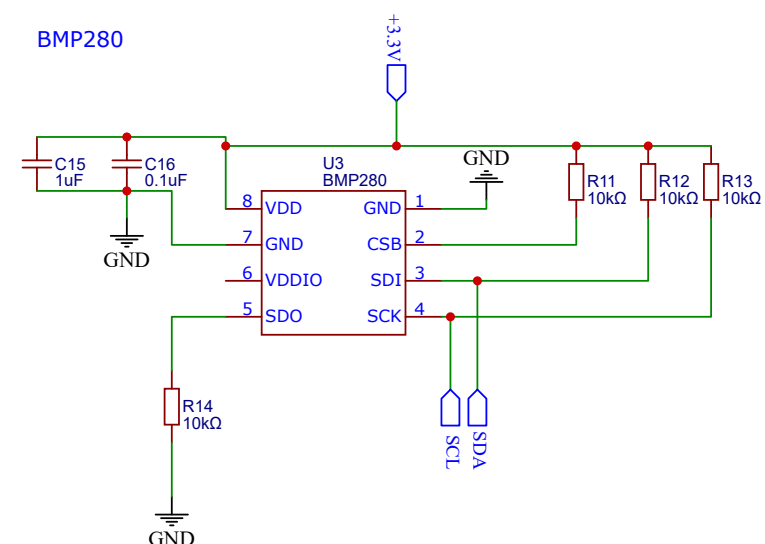 BMP280
+3.3V
C15
1uF
C16
0.1uF
U3
BMP280
GND
R11
10kΩ
R12
10kΩ
R13
10kΩ
8 VDD
GND 1
7 GND
CSB 2
6 VDDIO
SDI 3
5 SDO
SCK 4
GND
R14
10kΩ
SCL
SDA
GND